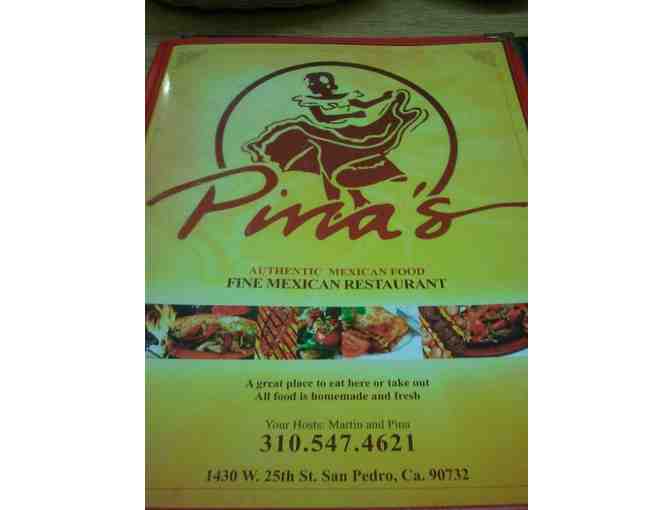 Pina's
AUTHENTIC MEXICAN FOOD
FINE MEXICAN RESTAURANT
A great place to eat here or take out
All food is homemade and fresh
Your Hosts: Martin and Pina
310.547.4621
1430 W. 25th St. San Pedro, Ca. 90732